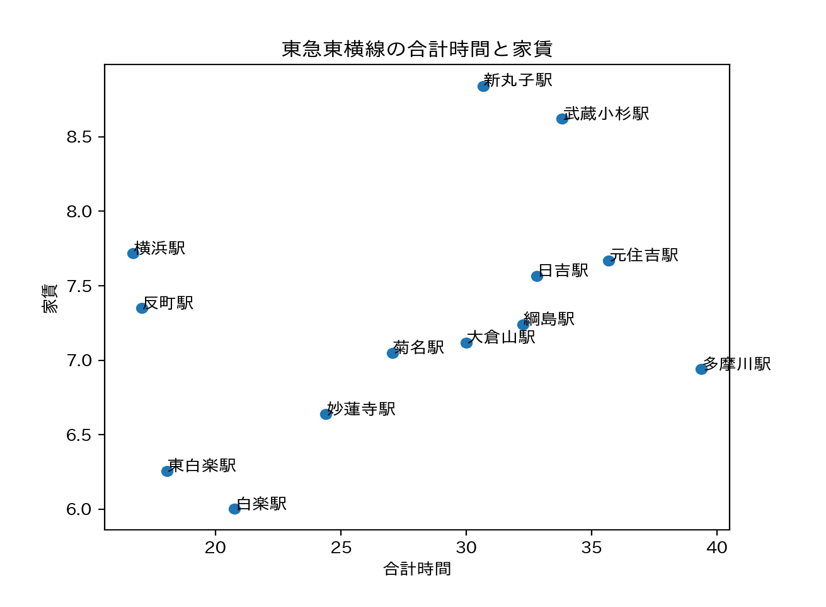 東急東横線の合計時間と家賃
新丸子駅
武蔵小杉駅
8.5
8.0
横浜駅
元住吉駅
日吉駅
7.5
反町駅
家賃
綱島駅
大倉山駅
菊名駅
7.0
多摩川駅
6.5
妙蓮寺駅
東白楽駅
白楽駅
6.0
20
25
30
35
40
合計時間